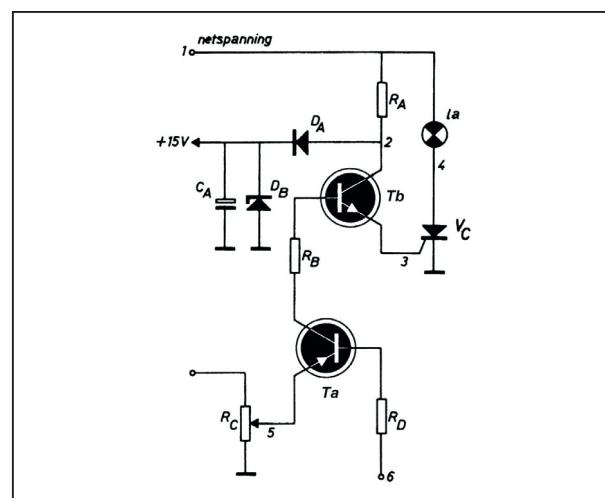 netspanning
1
R_A
la
D_A
+15V
2
4
C_A
D_B
Tb
V_C
3
R_B
Ta
R_C
5
R_D
6